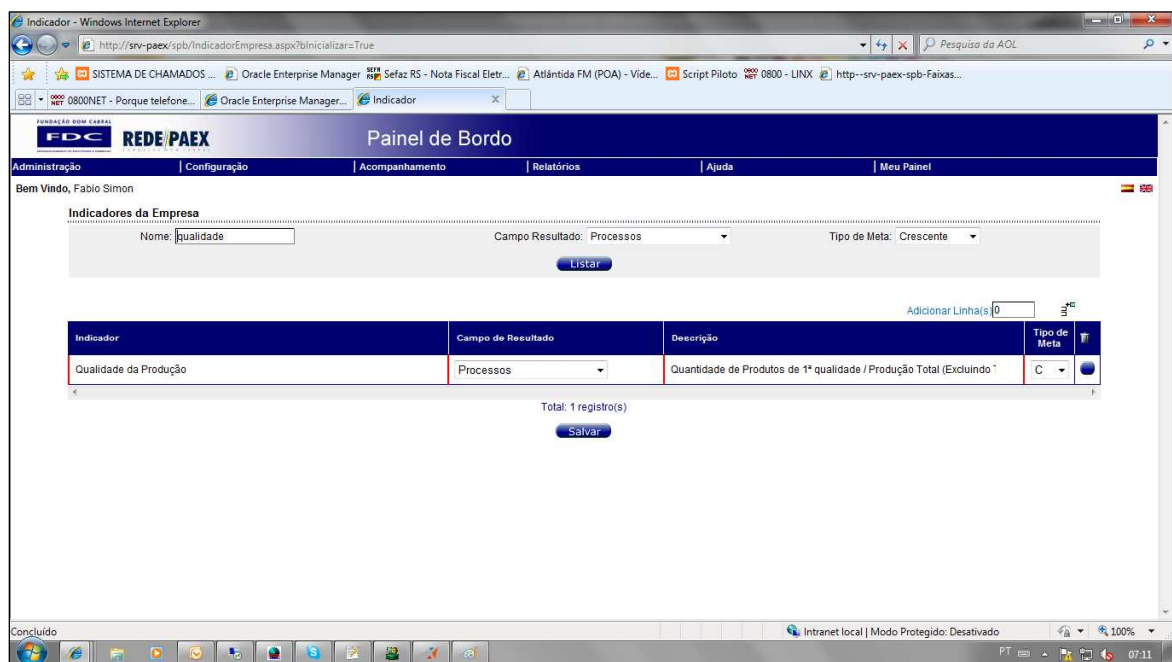 Indicador - Windows Internet Explorer
http://srv-paex/spb/IndicadorEmpresa.aspx?bInicializar=True
Pesquisa da AOL
SISTEMA DE CHAMADOS ... Oracle Enterprise Manager Sefaz RS - Nota Fiscal Eletr... Atlântida FM (POA) - Víde... Script Piloto 0800 - LINX http--srv-paex-spb-Faixas...
0800NET - Porque telefone... Oracle Enterprise Manager... Indicador
FUNDAÇÃO DOM CABRAL
FDC REDE PAEX Painel de Bordo
Administração Configuração Acompanhamento Relatórios Ajuda Meu Painel
Bem Vindo, Fabio Simon
Indicadores da Empresa
Nome: qualidade Campo Resultado: Processos Tipo de Meta: Crescente
Listar
Adicionar Linha(s) 0
Indicador Campo de Resultado Descrição Tipo de Meta
Qualidade da Produção Processos Quantidade de Produtos de 1ª qualidade / Produção Total (Excluindo C
Total: 1 registro(s)
Salvar
Concluído Intranet local | Modo Protegido: Desativado 100%
PT 07:11